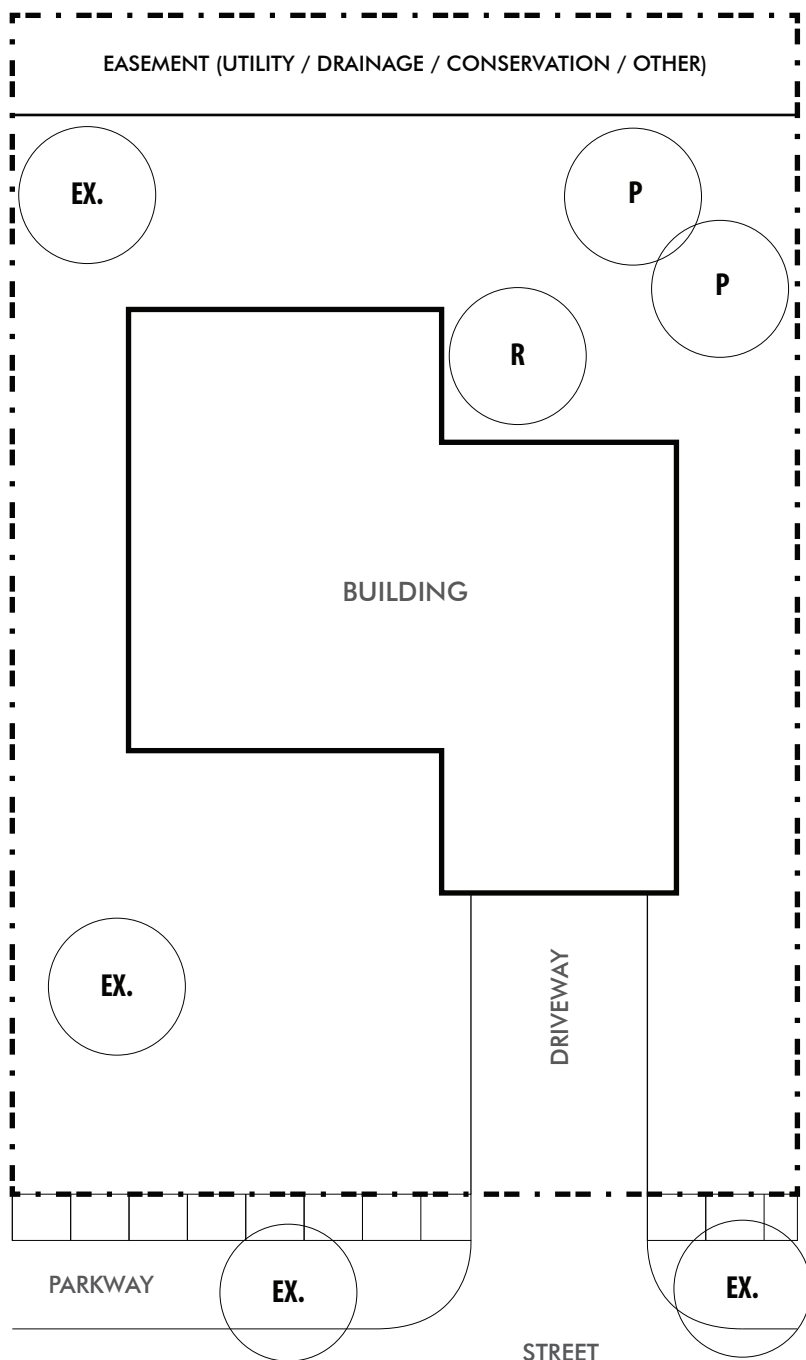 EASEMENT (UTILITY / DRAINAGE / CONSERVATION / OTHER)
EX.
P
P
R
BUILDING
EX.
DRIVEWAY
PARKWAY
EX.
EX.
STREET